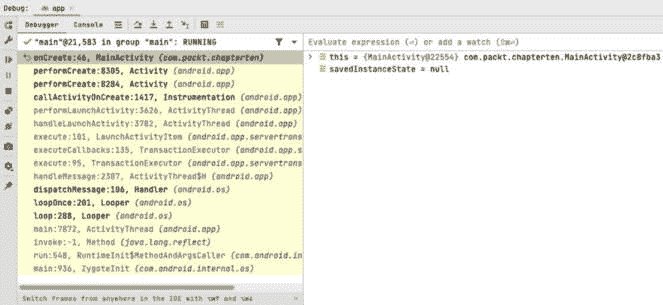 Debug: app
Debugger Console
"main"@21,583 in group "main": RUNNING
Evaluate expression (⏎) or add a watch (⇧⌘⏎)
onCreate:46, MainActivity (com.packt.chapterten)
this = {MainActivity@22554} com.packt.chapterten.MainActivity@2c8fba3
performCreate:8305, Activity (android.app)
savedInstanceState = null
performCreate:8284, Activity (android.app)
callActivityOnCreate:1417, Instrumentation (android.app)
performLaunchActivity:3626, ActivityThread (android.app)
handleLaunchActivity:3782, ActivityThread (android.app)
execute:101, LaunchActivityItem (android.app.servertrans
executeCallbacks:135, TransactionExecutor (android.app.s
execute:95, TransactionExecutor (android.app.servertrans
handleMessage:2307, ActivityThread$H (android.app)
dispatchMessage:106, Handler (android.os)
loopOnce:201, Looper (android.os)
loop:288, Looper (android.os)
main:7872, ActivityThread (android.app)
invoke:-1, Method (java.lang.reflect)
run:548, RuntimeInit$MethodAndArgsCaller (com.android.in
main:936, ZygoteInit (com.android.internal.os)
Switch frames from anywhere in the IDE with